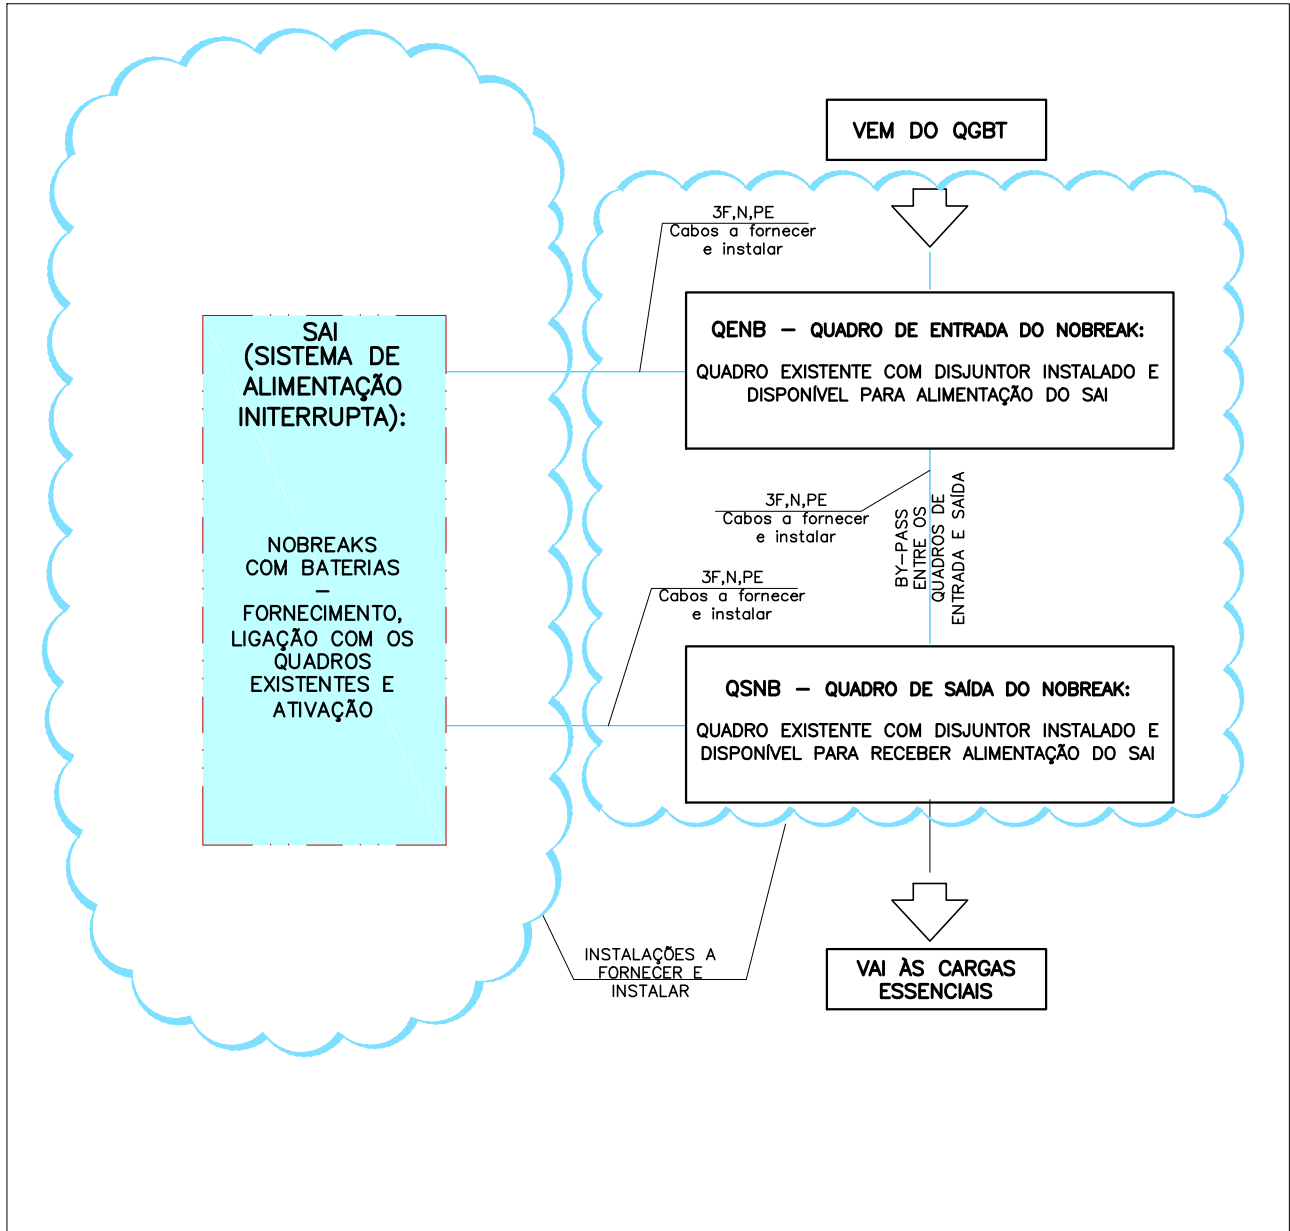 VEM DO QGBT
3F,N,PE
Cabos a fornecer
e instalar
QENB – QUADRO DE ENTRADA DO NOBREAK:
QUADRO EXISTENTE COM DISJUNTOR INSTALADO E
DISPONÍVEL PARA ALIMENTAÇÃO DO SAI
SAI
(SISTEMA DE
ALIMENTAÇÃO
INITERRUPTA):
NOBREAKS
COM BATERIAS
–
FORNECIMENTO,
LIGAÇÃO COM OS
QUADROS
EXISTENTES E
ATIVAÇÃO
3F,N,PE
Cabos a fornecer
e instalar
BY-PASS
ENTRE OS
QUADROS DE
ENTRADA E SAÍDA
3F,N,PE
Cabos a fornecer
e instalar
QSNB – QUADRO DE SAÍDA DO NOBREAK:
QUADRO EXISTENTE COM DISJUNTOR INSTALADO E
DISPONÍVEL PARA RECEBER ALIMENTAÇÃO DO SAI
INSTALAÇÕES A
FORNECER E
INSTALAR
VAI ÀS CARGAS
ESSENCIAIS